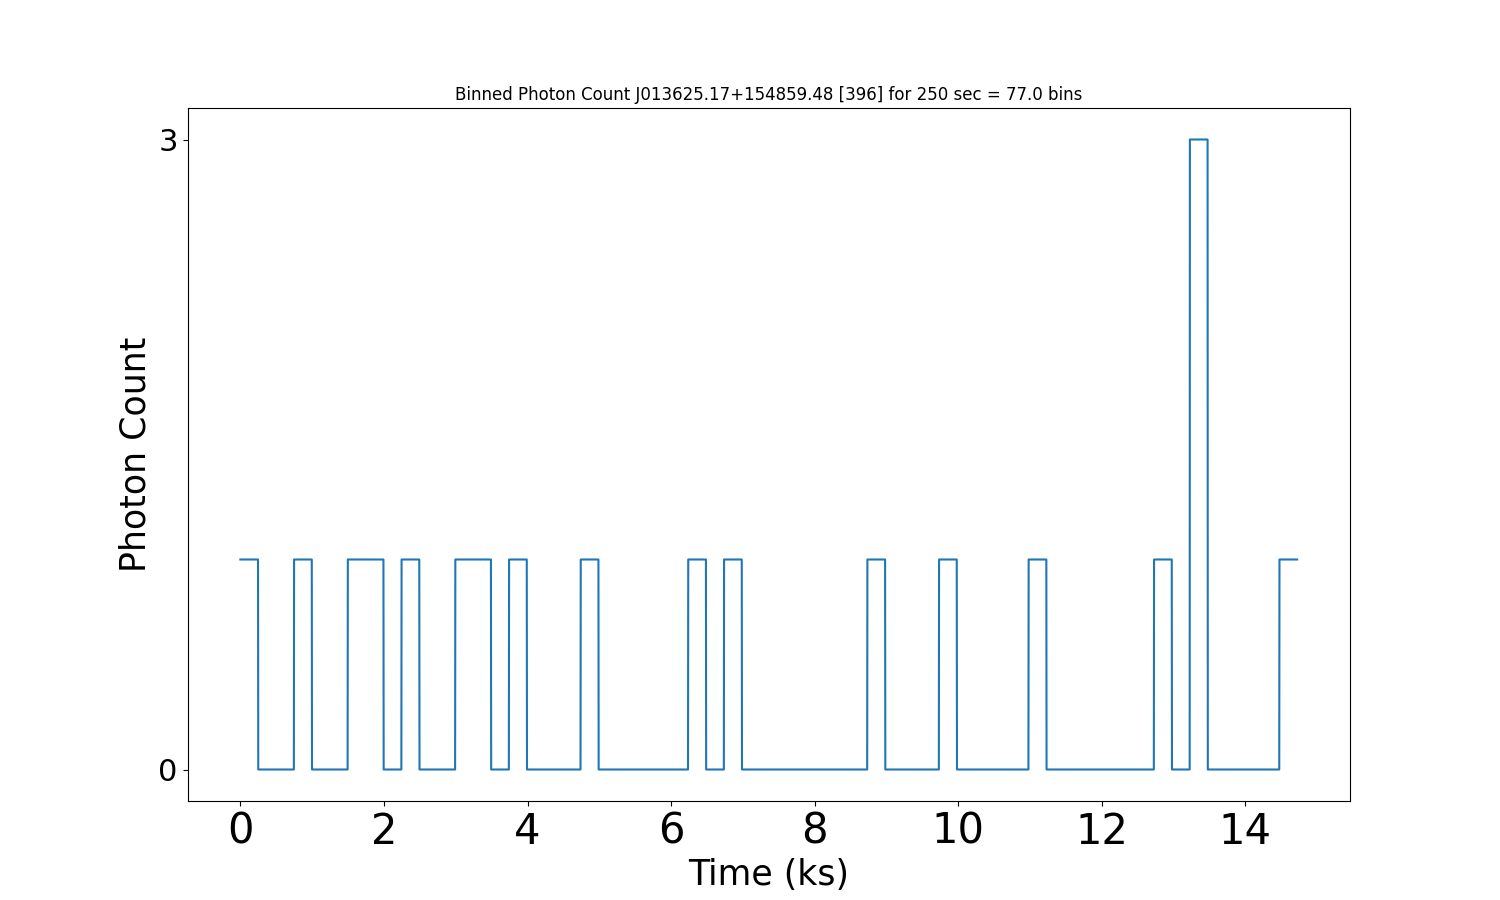 Binned Photon Count J013625.17+154859.48 [396] for 250 sec = 77.0 bins
3
Photon Count
0
0 2 4 6 8 10 12 14
Time (ks)